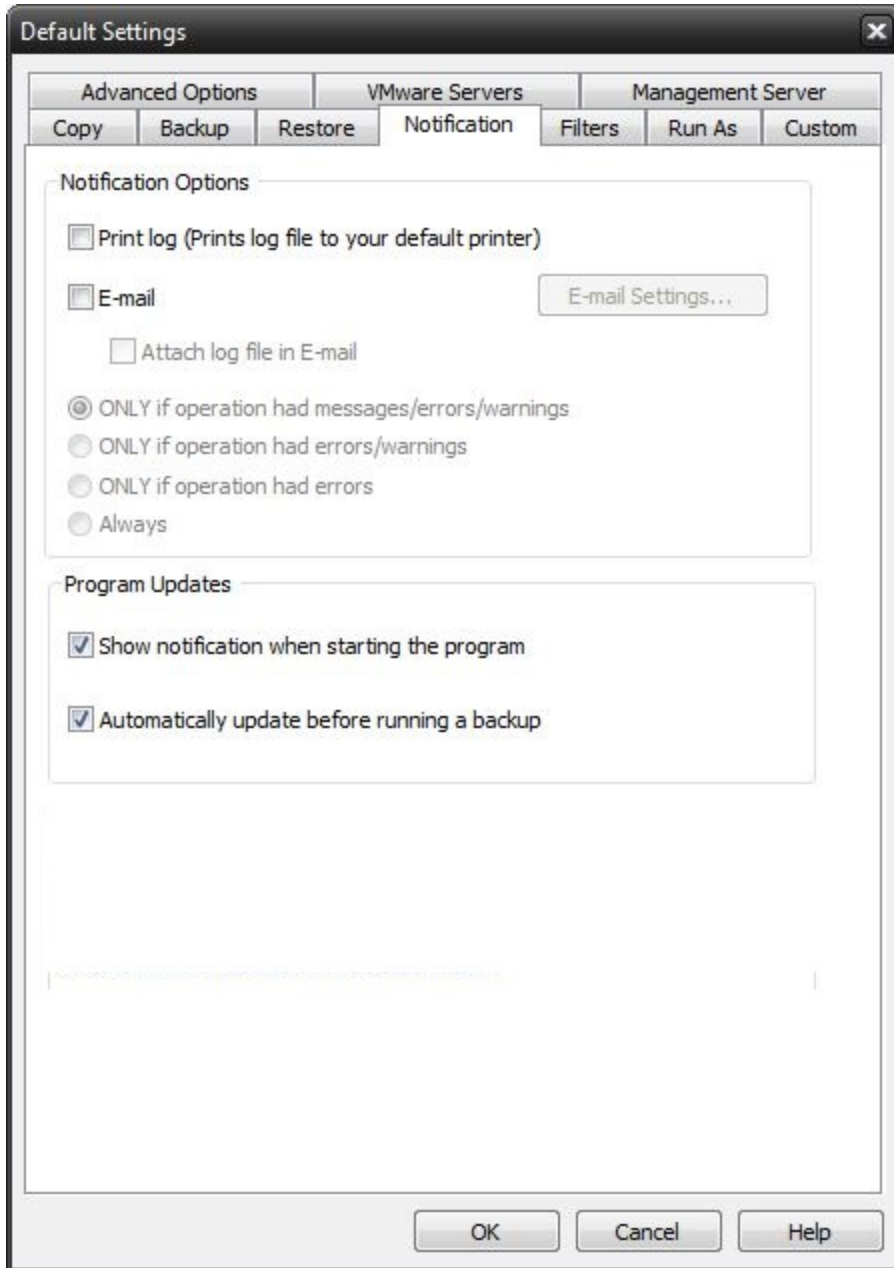 Default Settings
Advanced Options VMware Servers Management Server
Copy Backup Restore Notification Filters Run As Custom
Notification Options
Print log (Prints log file to your default printer)
E-mail E-mail Settings...
Attach log file in E-mail
ONLY if operation had messages/errors/warnings
ONLY if operation had errors/warnings
ONLY if operation had errors
Always
Program Updates
Show notification when starting the program
Automatically update before running a backup
OK Cancel Help